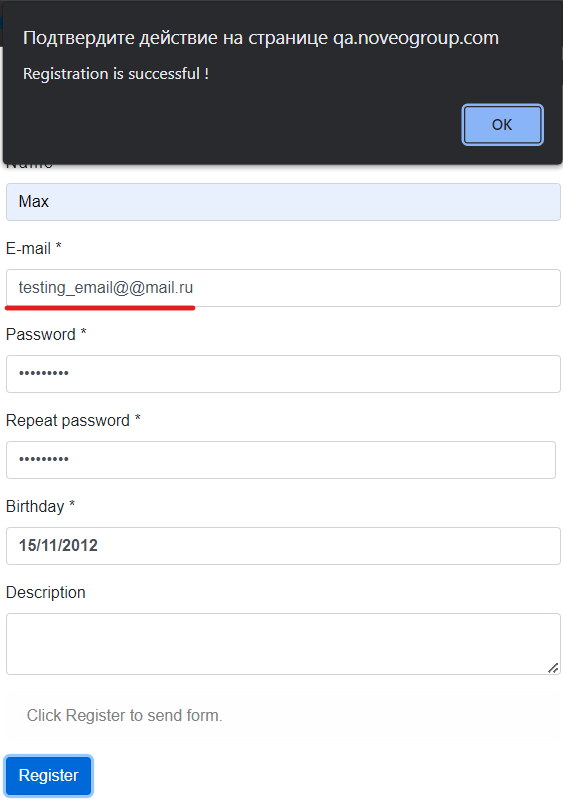 Подтвердите действие на странице qa.noveogroup.com
Registration is successful !
OK
Name
Max
E-mail *
testing_email@@mail.ru
Password *
•••••••••
Repeat password *
•••••••••
Birthday *
15/11/2012
Description
Click Register to send form.
Register